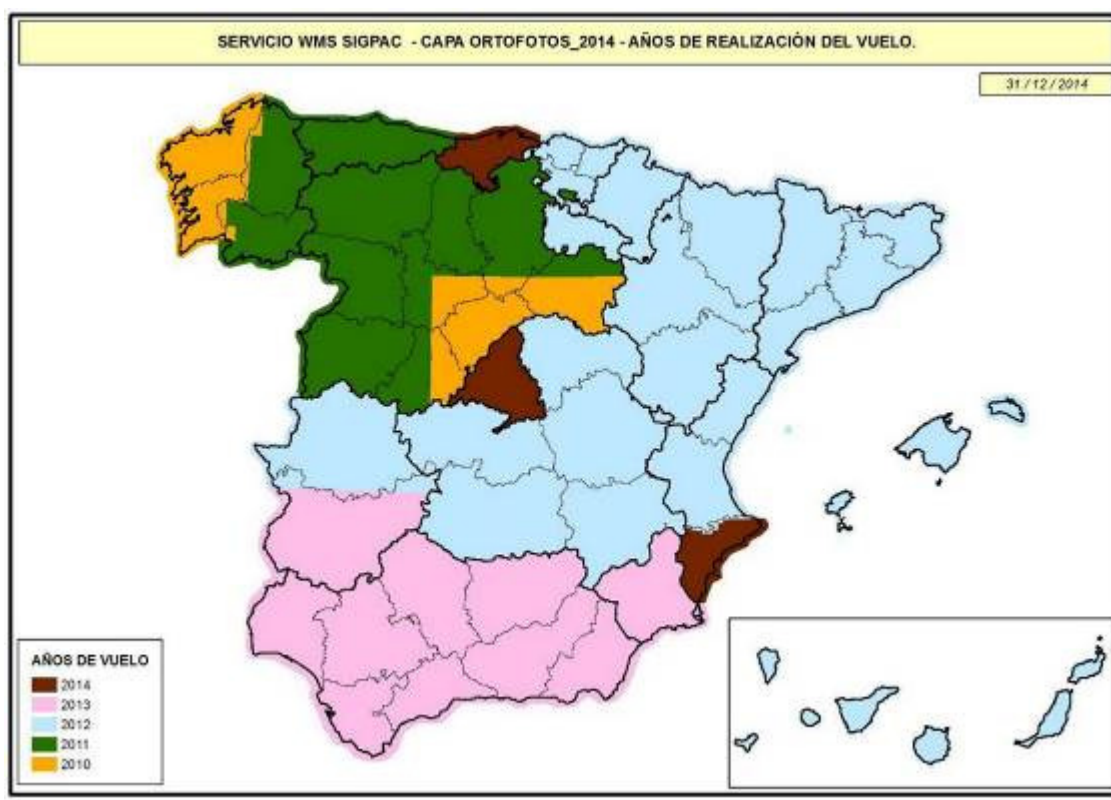 SERVICIO WMS SIGPAC - CAPA ORTOFOTOS_2014 - AÑOS DE REALIZACIÓN DEL VUELO.
31 / 12 / 2014
AÑOS DE VUELO
2014
2013
2012
2011
2010